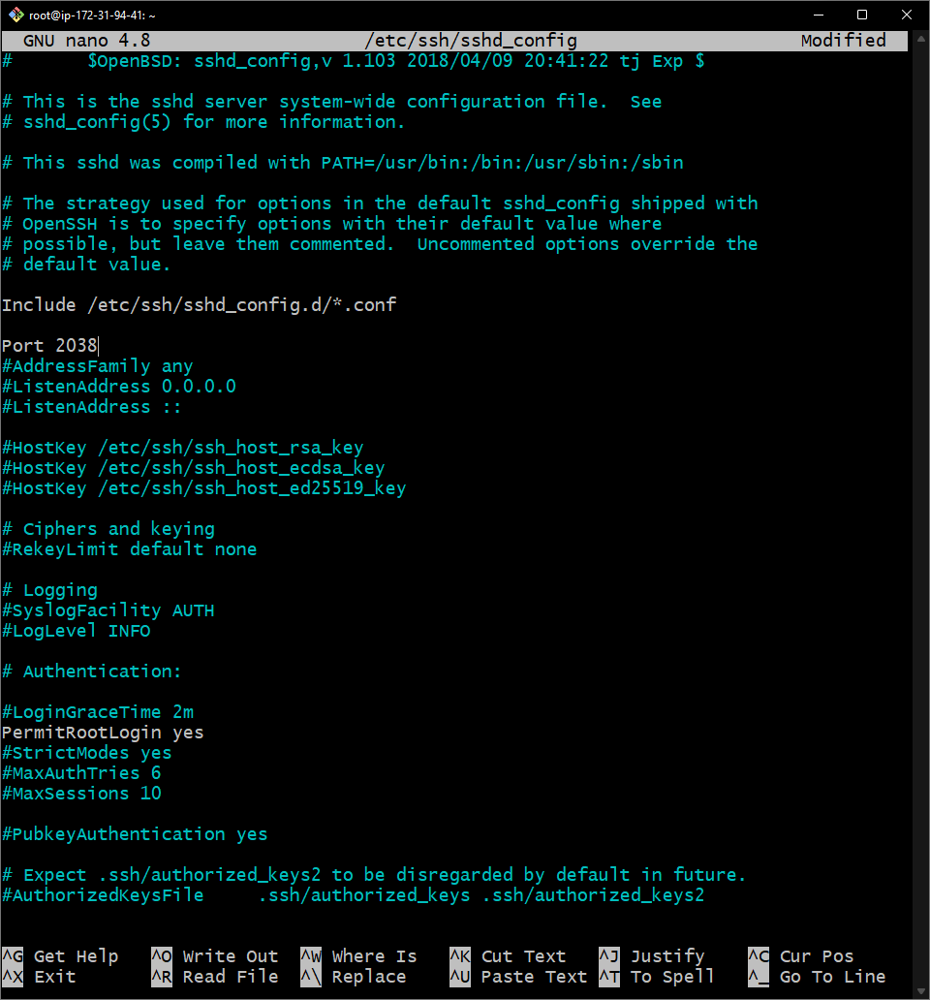 root@ip-172-31-94-41: ~
GNU nano 4.8 /etc/ssh/sshd_config Modified
# $OpenBSD: sshd_config,v 1.103 2018/04/09 20:41:22 tj Exp $
# This is the sshd server system-wide configuration file. See
# sshd_config(5) for more information.
# This sshd was compiled with PATH=/usr/bin:/bin:/usr/sbin:/sbin
# The strategy used for options in the default sshd_config shipped with
# OpenSSH is to specify options with their default value where
# possible, but leave them commented. Uncommented options override the
# default value.
Include /etc/ssh/sshd_config.d/*.conf
Port 2038
#AddressFamily any
#ListenAddress 0.0.0.0
#ListenAddress ::
#HostKey /etc/ssh/ssh_host_rsa_key
#HostKey /etc/ssh/ssh_host_ecdsa_key
#HostKey /etc/ssh/ssh_host_ed25519_key
# Ciphers and keying
#RekeyLimit default none
# Logging
#SyslogFacility AUTH
#LogLevel INFO
# Authentication:
#LoginGraceTime 2m
PermitRootLogin yes
#StrictModes yes
#MaxAuthTries 6
#MaxSessions 10
#PubkeyAuthentication yes
# Expect .ssh/authorized_keys2 to be disregarded by default in future.
#AuthorizedKeysFile .ssh/authorized_keys .ssh/authorized_keys2
^G Get Help ^O Write Out ^W Where Is ^K Cut Text ^J Justify ^C Cur Pos
^X Exit ^R Read File ^\ Replace ^U Paste Text ^T To Spell ^_ Go To Line